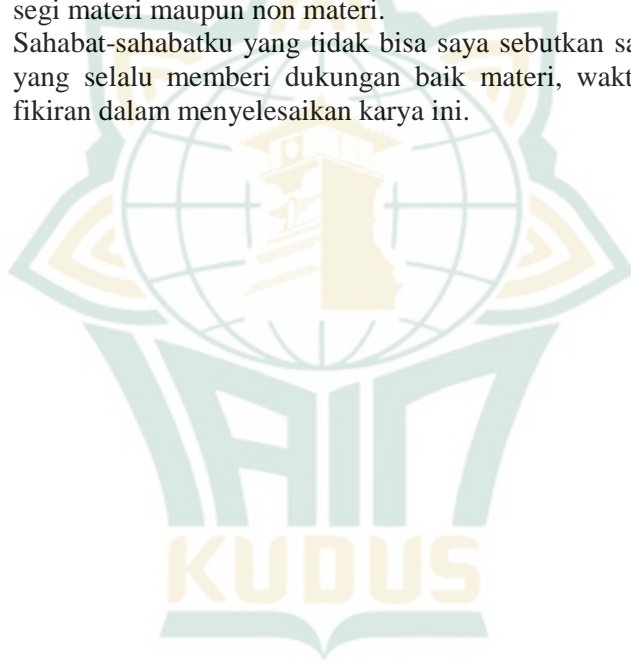 segi materi maupun non materi.
Sahabat-sahabatku yang tidak bisa saya sebutkan
yang selalu memberi dukungan baik materi,
fikiran dalam menyelesaikan karya ini.
IAIN
KUDUS